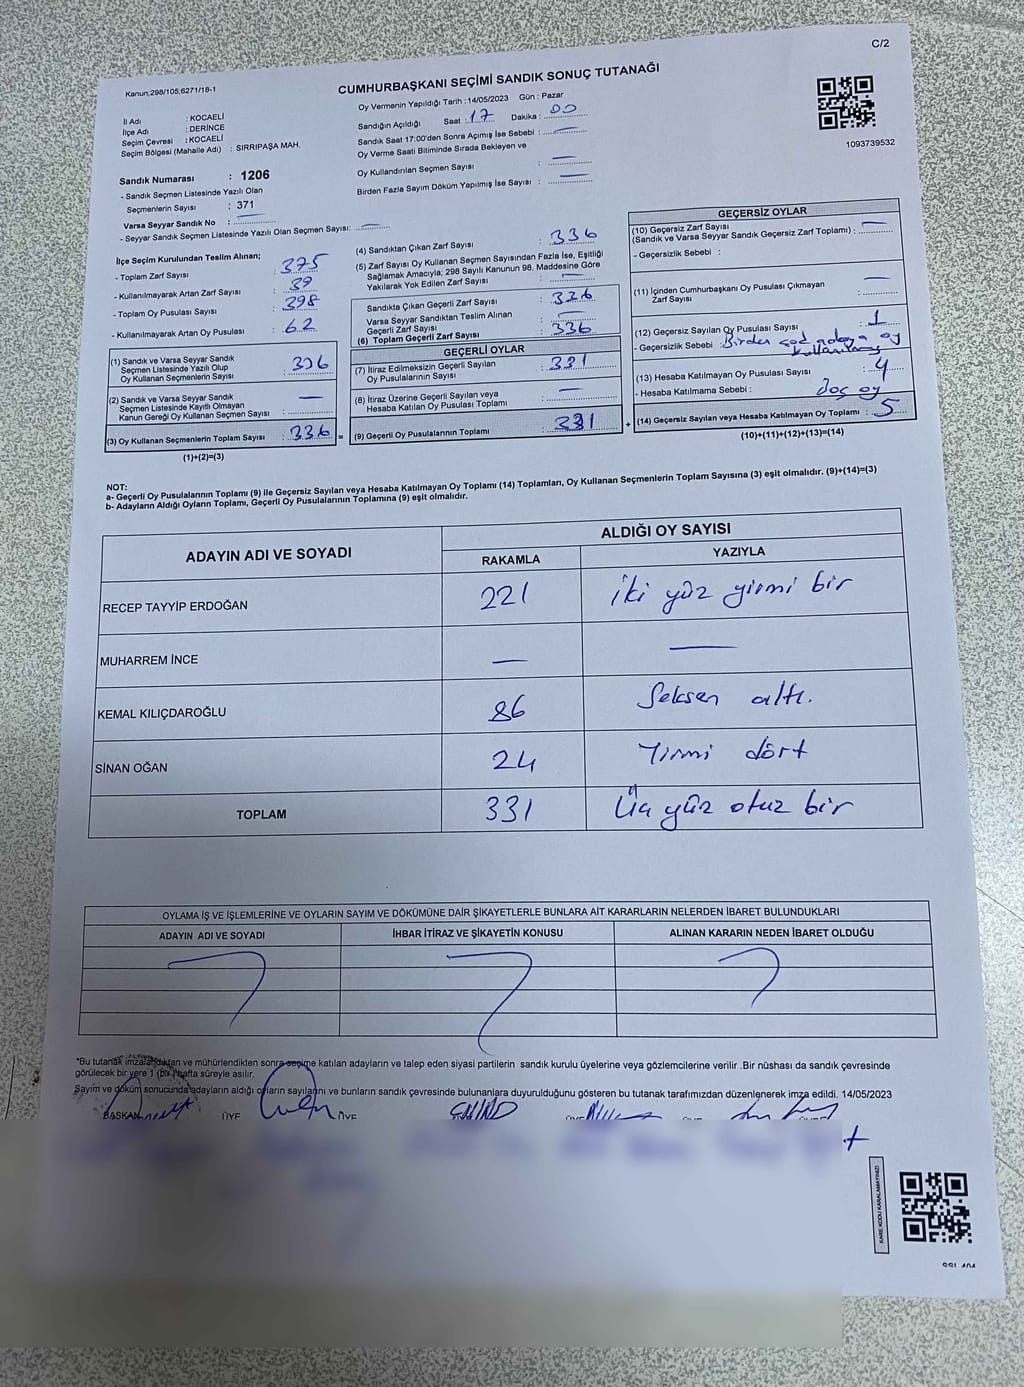 C/2
Kanun:298/105;6271/18-1
CUMHURBAŞKANI SEÇİMİ SANDIK SONUÇ TUTANAĞI
Oy Vermenin Yapıldığı Tarih : 14/05/2023 Gün : Pazar
İl Adı : KOCAELİ
İlçe Adı : DERİNCE
Seçim Çevresi : KOCAELİ
Seçim Bölgesi (Mahalle Adı) : SIRRIPAŞA MAH.
Sandık Numarası : 1206
- Sandık Seçmen Listesinde Yazılı Olan
Seçmenlerin Sayısı : 371
Varsa Seyyar Sandık No :
- Seyyar Sandık Seçmen Listesinde Yazılı Olan Seçmen Sayısı:
Sandığın Açıldığı Saat : 17 Dakika : 00
Sandık Saat 17:00'den Sonra Açımış İse Sebebi :
Oy Verme Saati Bitiminde Sırada Bekleyen ve
Oy Kullandırılan Seçmen Sayısı :
Birden Fazla Sayım Döküm Yapılmış İse Sayısı :
1093739532
İlçe Seçim Kurulundan Teslim Alınan;
- Toplam Zarf Sayısı : 375
- Kullanılmayarak Artan Zarf Sayısı : 39
- Toplam Oy Pusulası Sayısı : 398
- Kullanılmayarak Artan Oy Pusulası : 62
(1) Sandık ve Varsa Seyyar Sandık
Seçmen Listesinde Yazılı Olup
Oy Kullanan Seçmenlerin Sayısı : 336
(2) Sandık ve Varsa Seyyar Sandık
Seçmen Listesinde Kayıtlı Olmayan
Kanun Gereği Oy Kullanan Seçmen Sayısı :
(3) Oy Kullanan Seçmenlerin Toplam Sayısı : 336 =
(1)+(2)=(3)
(4) Sandıktan Çıkan Zarf Sayısı : 336
(5) Zarf Sayısı Oy Kullanan Seçmen Sayısından Fazla İse, Eşitliği
Sağlamak Amacıyla; 298 Sayılı Kanunun 98. Maddesine Göre
Yakılarak Yok Edilen Zarf Sayısı :
Sandıkta Çıkan Geçerli Zarf Sayısı : 336
Varsa Seyyar Sandıktan Teslim Alınan
Geçerli Zarf Sayısı :
(6) Toplam Geçerli Zarf Sayısı : 336
GEÇERLİ OYLAR
(7) İtiraz Edilmeksizin Geçerli Sayılan
Oy Pusulalarının Sayısı : 331
(8) İtiraz Üzerine Geçerli Sayılan veya
Hesaba Katılan Oy Pusulası Toplamı :
(9) Geçerli Oy Pusulalarının Toplamı : 331 +
GEÇERSİZ OYLAR
(10) Geçersiz Zarf Sayısı
(Sandık ve Varsa Seyyar Sandık Geçersiz Zarf Toplamı) :
- Geçersizlik Sebebi :
(11) İçinden Cumhurbaşkanı Oy Pusulası Çıkmayan
Zarf Sayısı :
(12) Geçersiz Sayılan Oy Pusulası Sayısı : 1
- Geçersizlik Sebebi : Birden çok adaya oy
kullanılmış
(13) Hesaba Katılmayan Oy Pusulası Sayısı : 4
- Hesaba Katılmama Sebebi : boş oy
(14) Geçersiz Sayılan veya Hesaba Katılmayan Oy Toplamı : 5
(10)+(11)+(12)+(13)=(14)
NOT:
a- Geçerli Oy Pusulalarının Toplamı (9) ile Geçersiz Sayılan veya Hesaba Katılmayan Oy Toplamı (14) Toplamları, Oy Kullanan Seçmenlerin Toplam Sayısına (3) eşit olmalıdır. (9)+(14)=(3)
b- Adayların Aldığı Oyların Toplamı, Geçerli Oy Pusulalarının Toplamına (9) eşit olmalıdır.
ADAYIN ADI VE SOYADI
ALDIĞI OY SAYISI
RAKAMLA YAZIYLA
RECEP TAYYİP ERDOĞAN 221 iki yüz yirmi bir
MUHARREM İNCE
KEMAL KILIÇDAROĞLU 86 Seksen altı.
SİNAN OĞAN 24 Yirmi dört
TOPLAM 331 Üç yüz otuz bir
OYLAMA İŞ VE İŞLEMLERİNE VE OYLARIN SAYIM VE DÖKÜMÜNE DAİR ŞİKAYETLERLE BUNLARA AİT KARARLARIN NELERDEN İBARET BULUNDUKLARI
ADAYIN ADI VE SOYADI İHBAR İTİRAZ VE ŞİKAYETİN KONUSU ALINAN KARARIN NEDEN İBARET OLDUĞU
*Bu tutanak imzalandıktan ve mühürlendikten sonra seçime katılan adayların ve talep eden siyasi partilerin sandık kurulu üyelerine veya gözlemcilerine verilir .Bir nüshası da sandık çevresinde
görülecek bir yere 1 (bir) hafta süreyle asılır.
Sayım ve döküm sonucunda adayların aldığı oyların sayılarını ve bunların sandık çevresinde bulunanlara duyurulduğunu gösteren bu tutanak tarafımızdan düzenlenerek imza edildi. 14/05/2023
BAŞKAN ÜYE ÜYE
KARE KODU KARALAMAYINIZ!